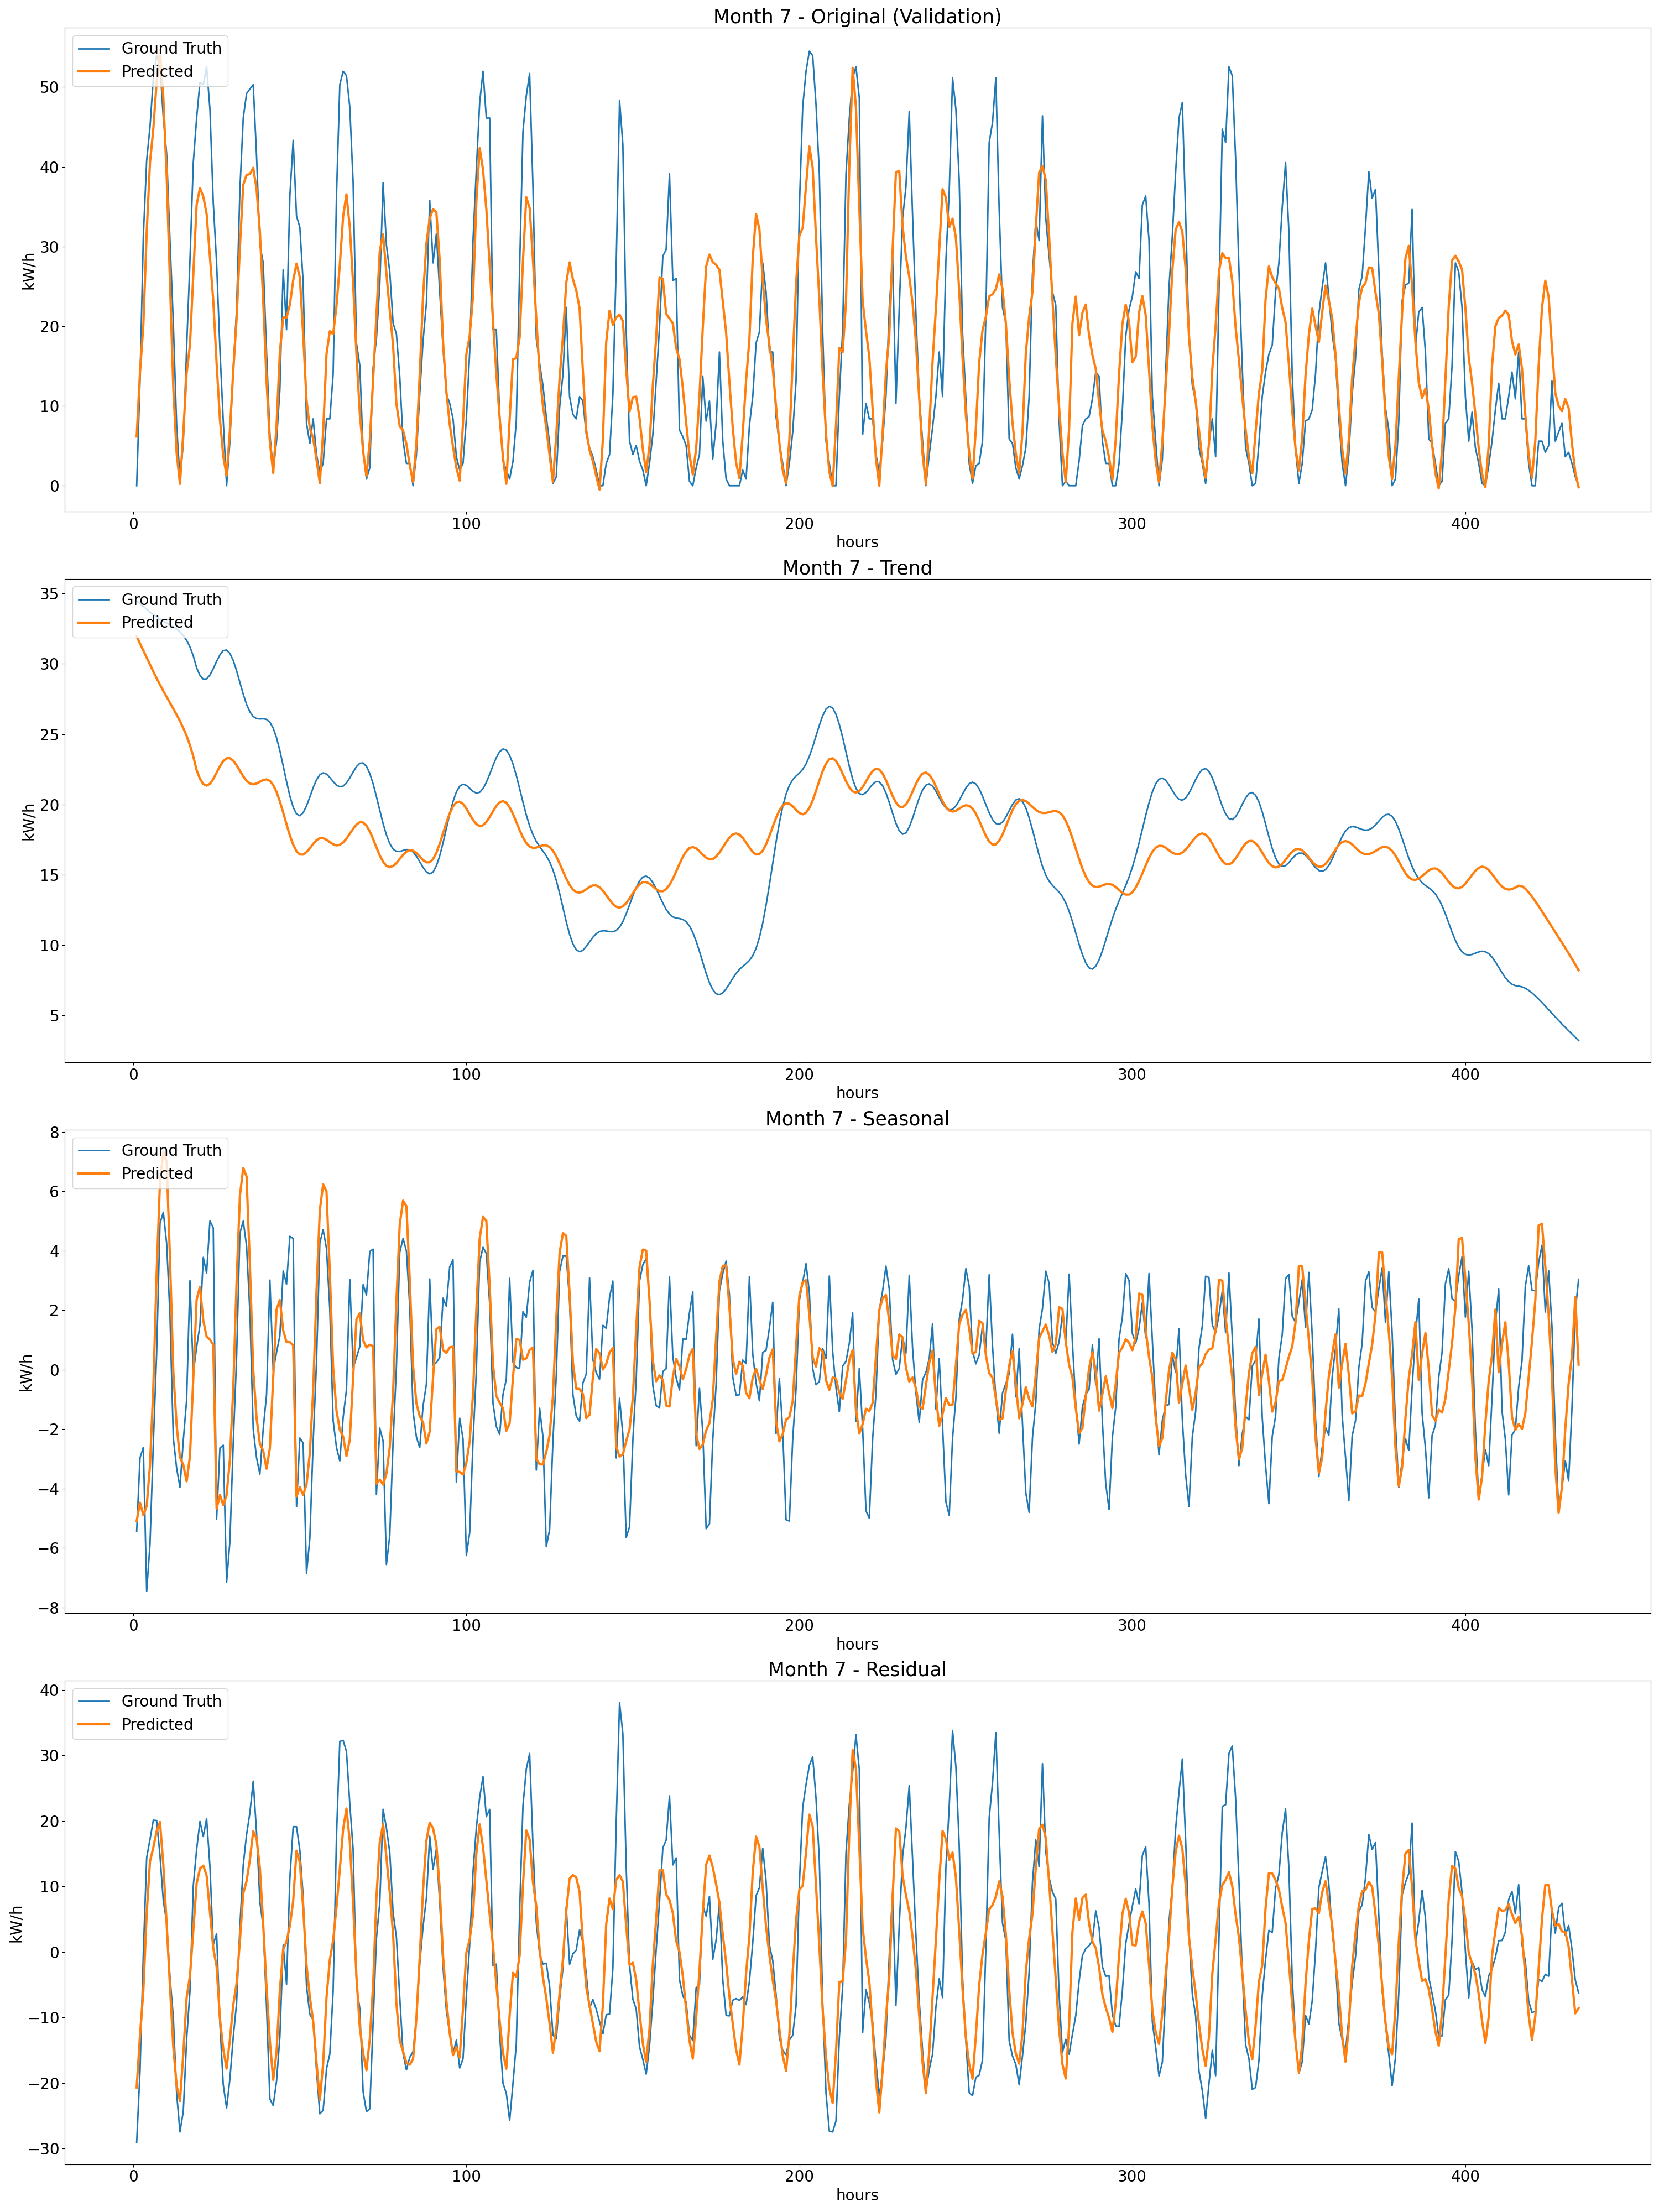 Month 7 - Original (Validation)
Ground Truth
Predicted
kW/h
50
40
30
20
10
0
0 100 200 300 400
hours
Month 7 - Trend
Ground Truth
Predicted
kW/h
35
30
25
20
15
10
5
0 100 200 300 400
hours
Month 7 - Seasonal
Ground Truth
Predicted
kW/h
8
6
4
2
0
−2
−4
−6
−8
0 100 200 300 400
hours
Month 7 - Residual
Ground Truth
Predicted
kW/h
40
30
20
10
0
−10
−20
−30
0 100 200 300 400
hours